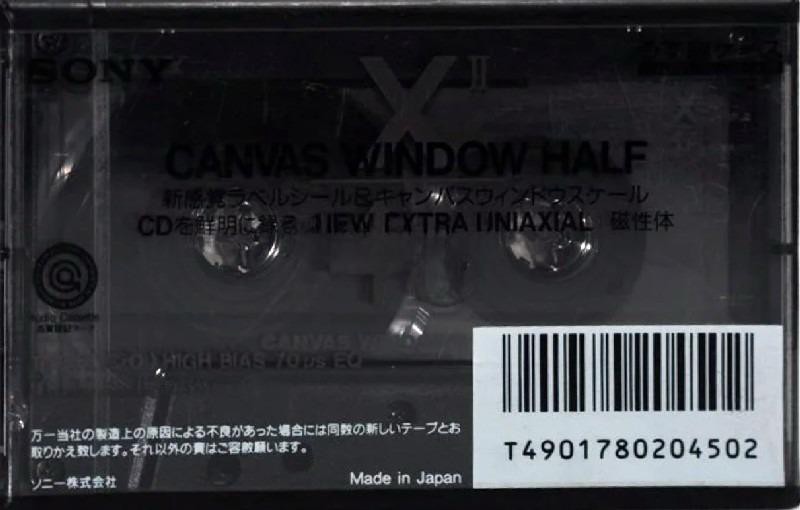 SONY
X II
CANVAS WINDOW HALF
新感覚ラベルシール&キャンバスウィンドウスケール
CDを鮮明に録る NEW EXTRA UNIAXIAL 磁性体
Audio Cassette
CANVAS
HIGH BIAS 70μs EQ
万一当社の製造上の原因による不良があった場合には同数の新しいテープとお
取りかえ致します。それ以外の責はご容赦願います。
ソニー株式会社
Made in Japan
T4901780204502